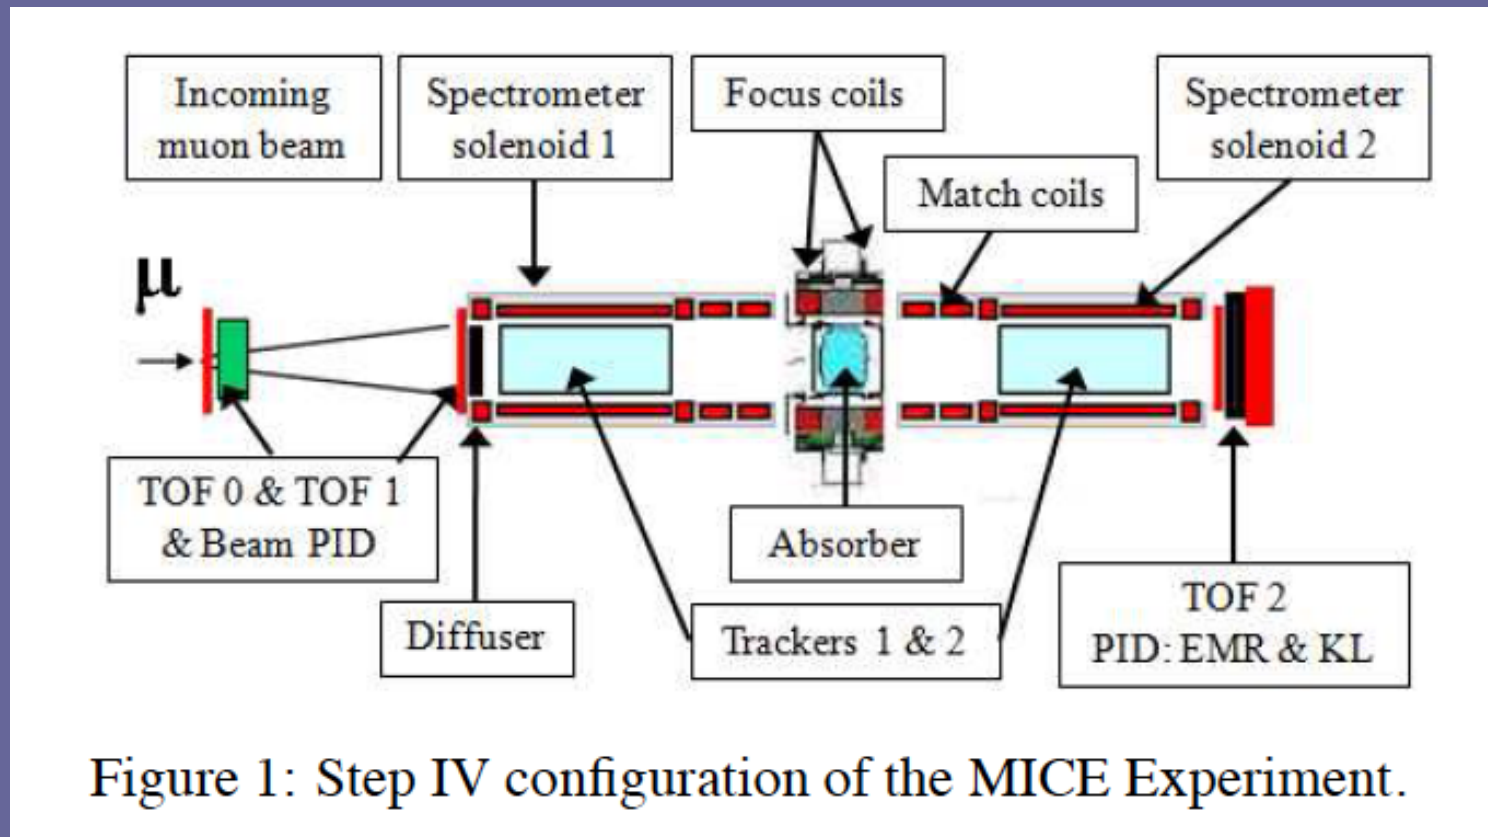 Incoming
muon beam
Spectrometer
solenoid 1
Focus coils
Match coils
Spectrometer
solenoid 2
μ
TOF 0 & TOF 1
& Beam PID
Diffuser
Absorber
Trackers 1 & 2
TOF 2
PID: EMR & KL
Figure 1: Step IV configuration of the MICE Experiment.